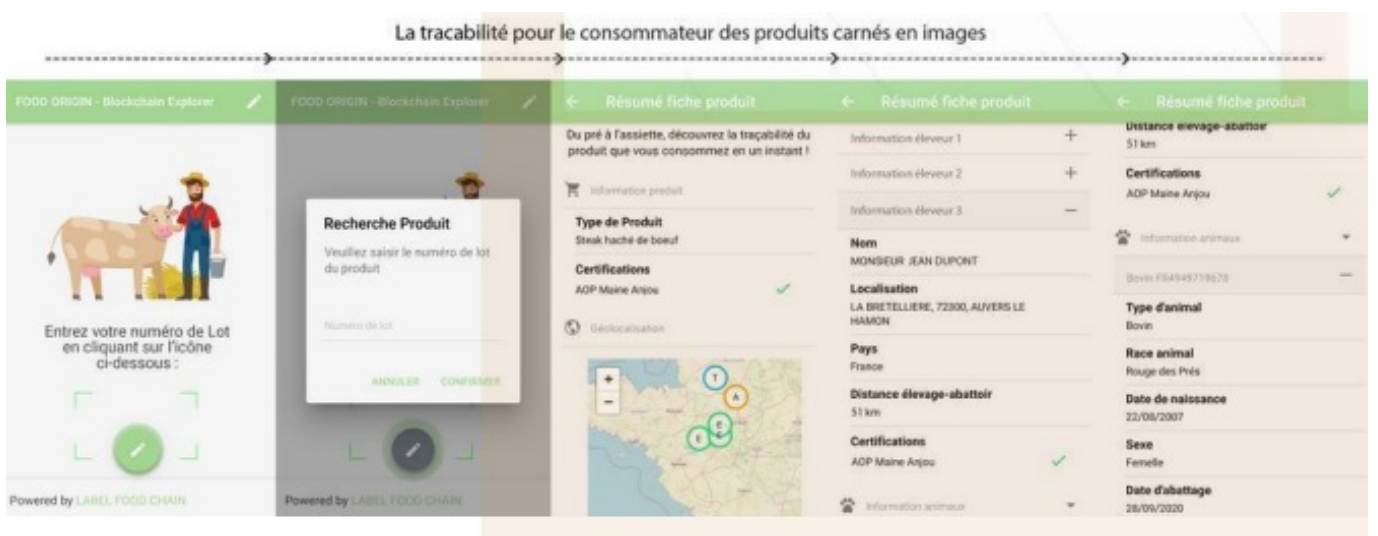 La tracabilité pour le consommateur des produits carnés en images
FOOD ORIGIN - Blockchain Explorer
Entrez votre numéro de Lot
en cliquant sur l'icône
ci-dessous :
Powered by LABEL FOOD CHAIN
FOOD ORIGIN - Blockchain Explorer
Recherche Produit
Veuillez saisir le numéro de lot
du produit
Numéro de lot
ANNULER CONFIRMER
Powered by LABEL FOOD CHAIN
Résumé fiche produit
Du pré à l'assiette, découvrez la traçabilité du
produit que vous consommez en un instant !
Information produit
Type de Produit
Steak haché de boeuf
Certifications
AOP Maine Anjou
Géolocalisation
+
-
T
A
E
E
E
Résumé fiche produit
Information éleveur 1
Information éleveur 2
Information éleveur 3
Nom
MONSIEUR JEAN DUPONT
Localisation
LA BRETELLIERE, 72300, AUVERS LE
HAMON
Pays
France
Distance élevage-abattoir
51 km
Certifications
AOP Maine Anjou
Information animaux
Résumé fiche produit
Distance élevage-abattoir
51 km
Certifications
AOP Maine Anjou
Information animaux
Bovin FR4949719678
Type d'animal
Bovin
Race animal
Rouge des Prés
Date de naissance
22/08/2007
Sexe
Femelle
Date d'abattage
28/09/2020